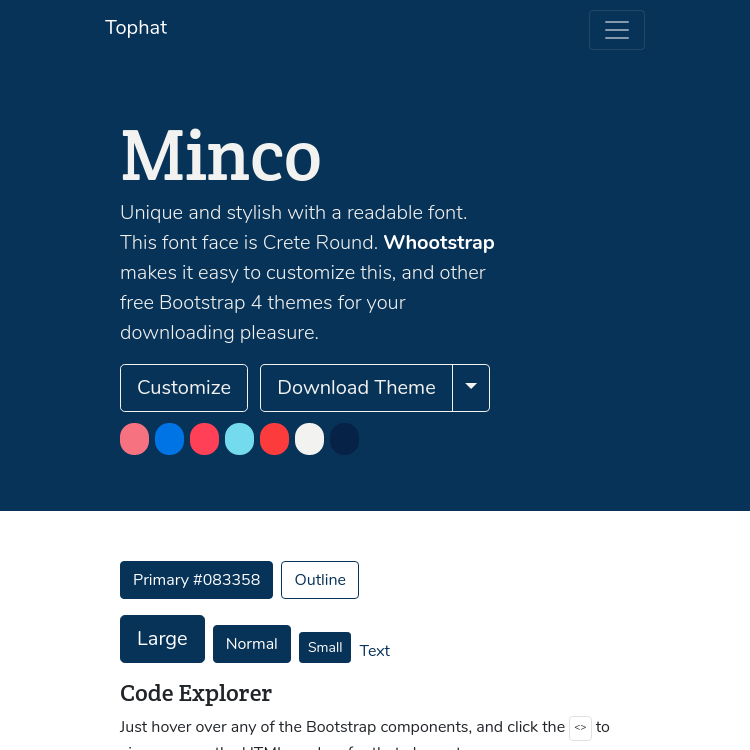 Tophat
Minco
Unique and stylish with a readable font.
This font face is Crete Round. Whootstrap
makes it easy to customize this, and other
free Bootstrap 4 themes for your
downloading pleasure.
Customize
Download Theme
Primary #083358
Outline
Large
Normal
Small
Text
Code Explorer
Just hover over any of the Bootstrap components, and click the <> to